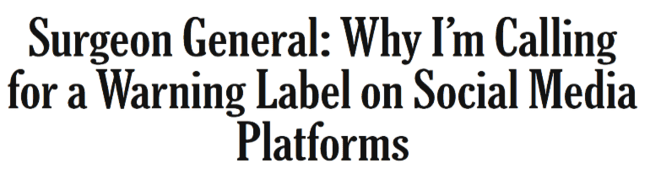 Surgeon General: Why I’m Calling
for a Warning Label on Social Media
Platforms